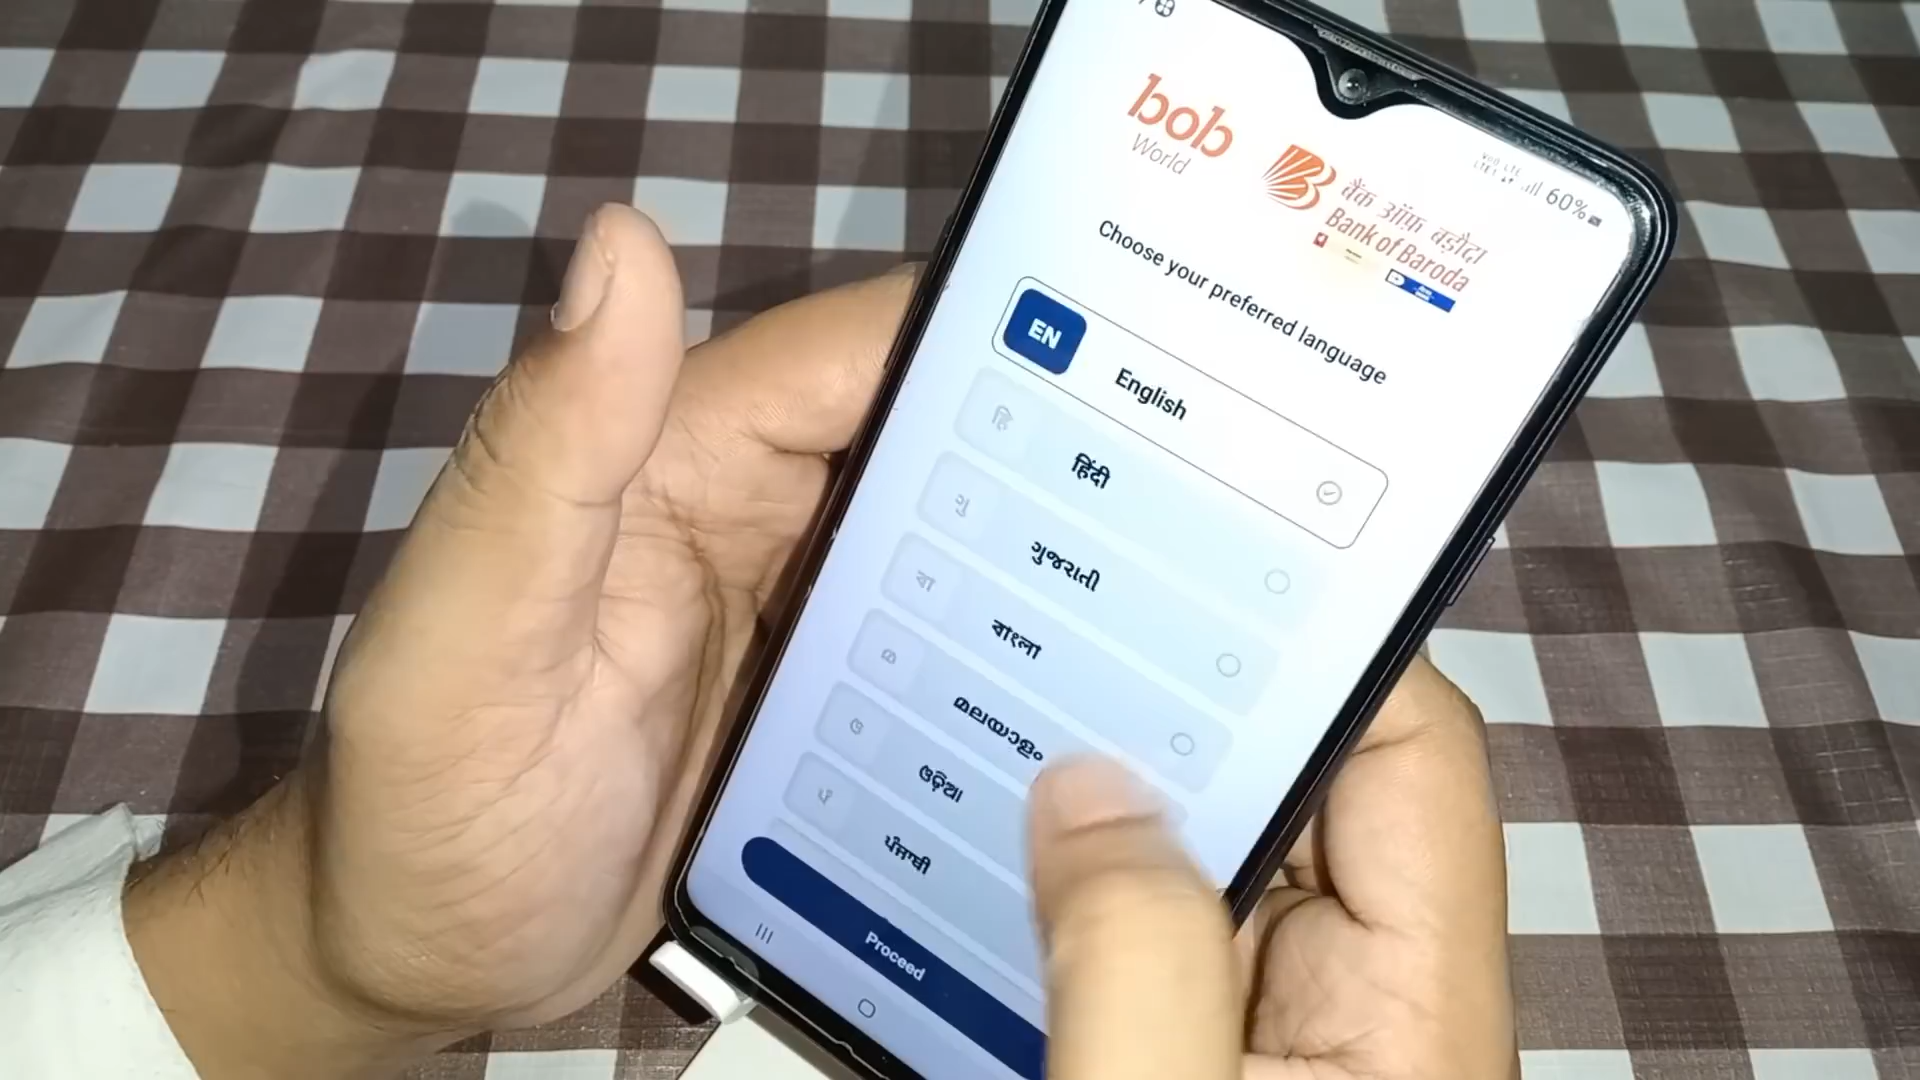 bob
World
बैंक ऑफ़ बड़ौदा
Bank of Baroda
60%
Choose your preferred language
EN
English
हिं
हिंदी
ગુ
ગુજરાતી
বা
বাংলা
മ
മലയാളം
ଓ
ଓଡ଼ିଆ
ਪੰ
ਪੰਜਾਬੀ
Proceed